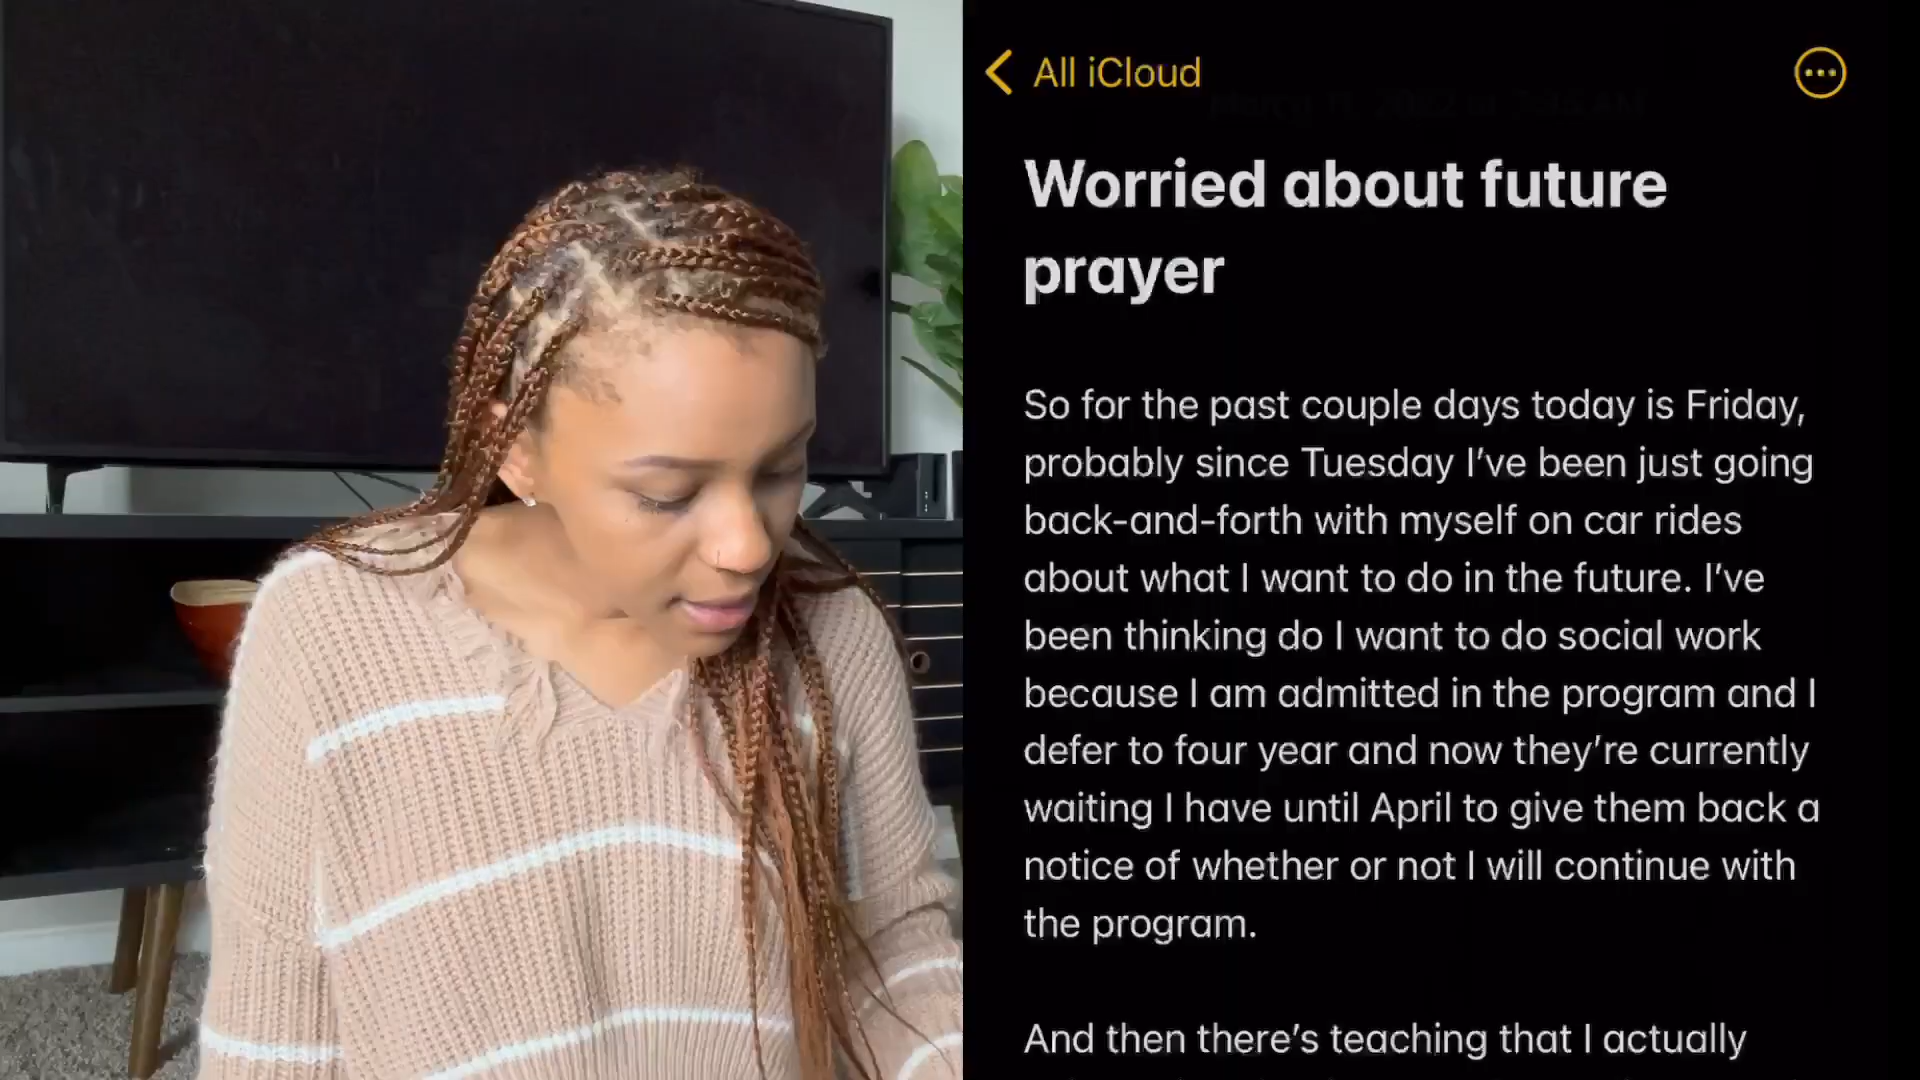 All iCloud
Worried about future
prayer
So for the past couple days today is Friday,
probably since Tuesday I've been just going
back-and-forth with myself on car rides
about what I want to do in the future. I've
been thinking do I want to do social work
because I am admitted in the program and I
defer to four year and now they're currently
waiting I have until April to give them back a
notice of whether or not I will continue with
the program.
And then there's teaching that I actually